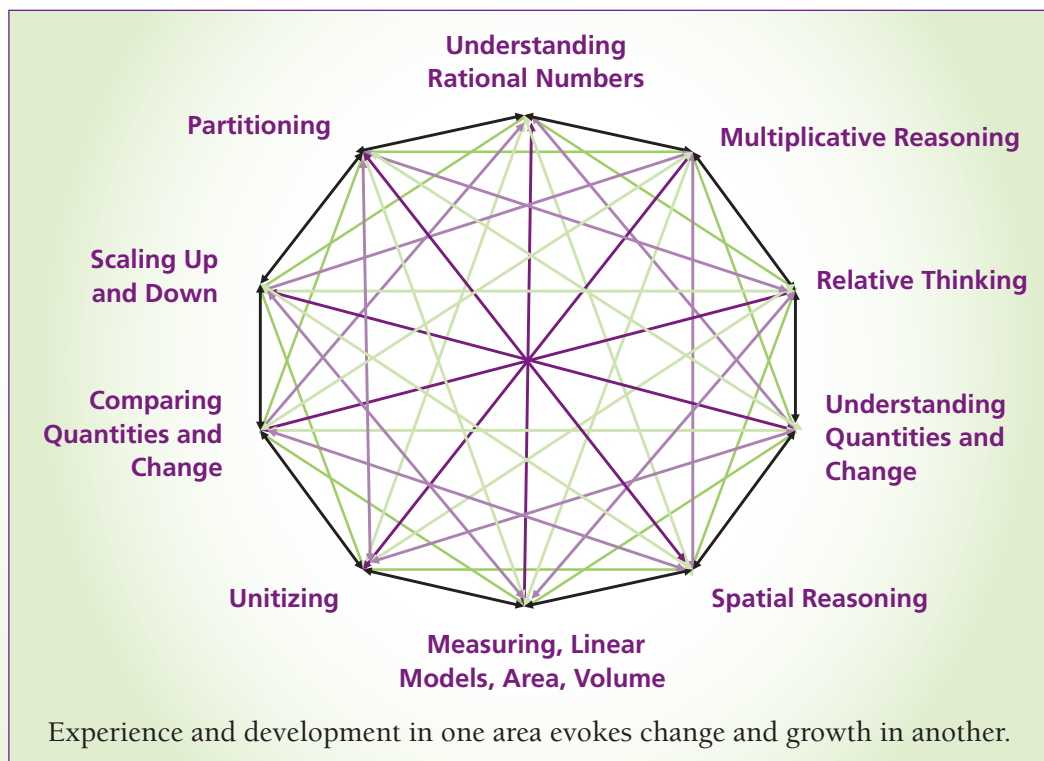 Understanding
Rational Numbers
Partitioning
Multiplicative Reasoning
Scaling Up
and Down
Relative Thinking
Comparing
Quantities and
Change
Understanding
Quantities and
Change
Unitizing
Spatial Reasoning
Measuring, Linear
Models, Area, Volume
Experience and development in one area evokes change and growth in another.